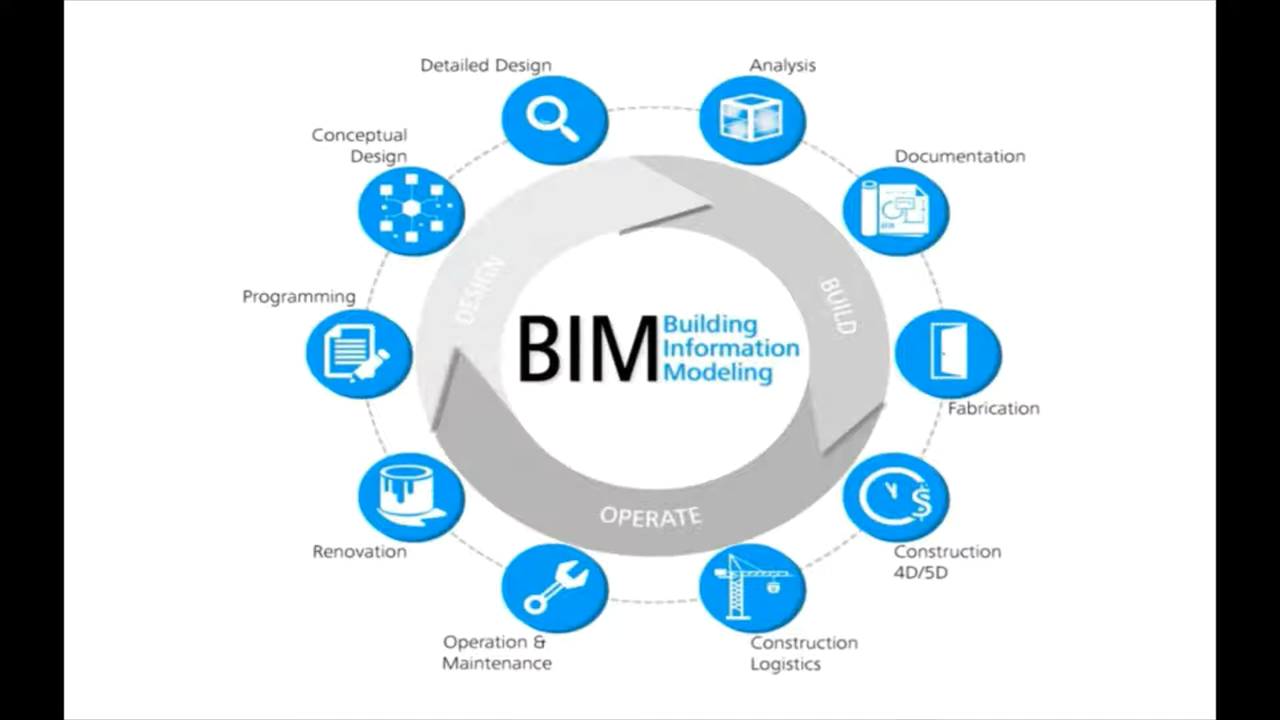 Detailed Design
Analysis
Conceptual
Design
Documentation
Programming
DESIGN
BUILD
BIM
Building
Information
Modeling
Fabrication
OPERATE
Renovation
Construction
4D/5D
Operation &
Maintenance
Construction
Logistics